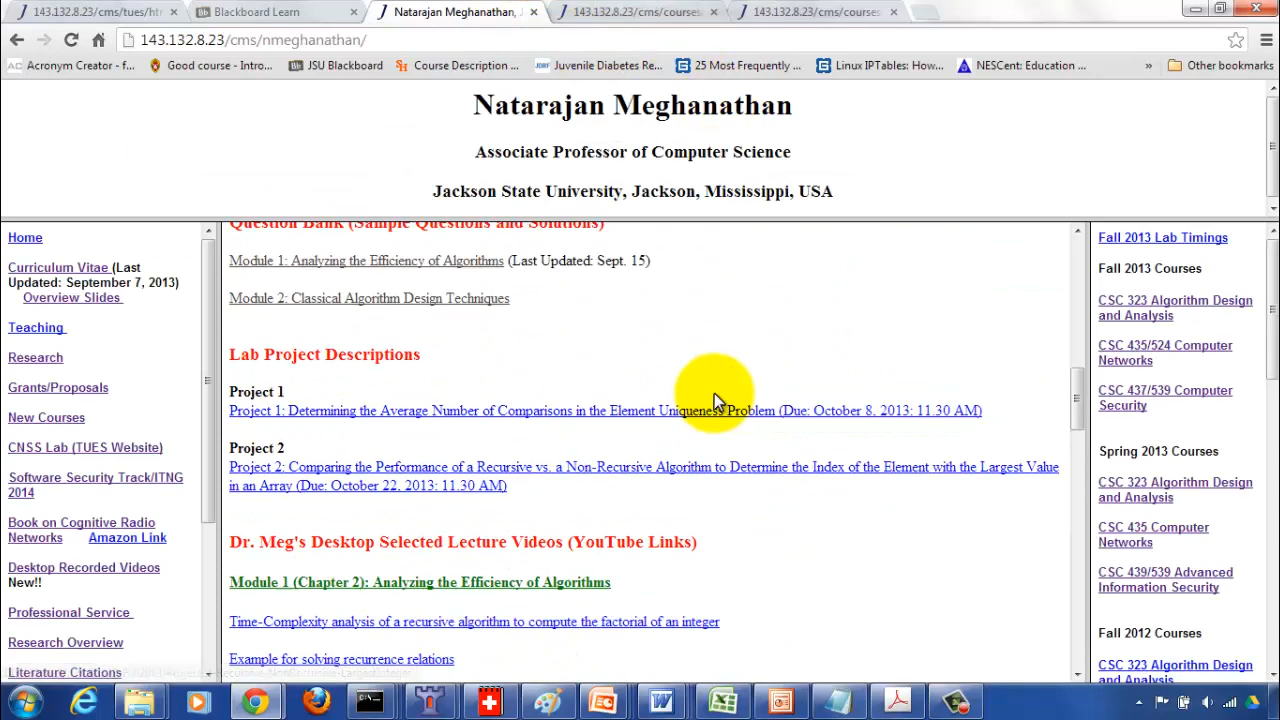 143.132.8.23/cms/tues/ht
Blackboard Learn
Natarajan Meghanathan, J
143.132.8.23/cms/courses
143.132.8.23/cms/courses
143.132.8.23/cms/nmeghanathan/
Acronym Creator - f...
Good course - Intro...
JSU Blackboard
Course Description ...
Juvenile Diabetes Re...
25 Most Frequently ...
Linux IPTables: How...
NESCent: Education ...
»
Other bookmarks
Natarajan Meghanathan
Associate Professor of Computer Science
Jackson State University, Jackson, Mississippi, USA
Home
Curriculum Vitae (Last
Updated: September 7, 2013)
Overview Slides
Teaching
Research
Grants/Proposals
New Courses
CNSS Lab (TUES Website)
Software Security Track/ITNG
2014
Book on Cognitive Radio
Networks Amazon Link
Desktop Recorded Videos
New!!
Professional Service
Research Overview
Literature Citations
Question Bank (Sample Questions and Solutions)
Module 1: Analyzing the Efficiency of Algorithms (Last Updated: Sept. 15)
Module 2: Classical Algorithm Design Techniques
Lab Project Descriptions
Project 1
Project 1: Determining the Average Number of Comparisons in the Element Uniqueness Problem (Due: October 8, 2013: 11.30 AM)
Project 2
Project 2: Comparing the Performance of a Recursive vs. a Non-Recursive Algorithm to Determine the Index of the Element with the Largest Value
in an Array (Due: October 22, 2013: 11.30 AM)
Dr. Meg's Desktop Selected Lecture Videos (YouTube Links)
Module 1 (Chapter 2): Analyzing the Efficiency of Algorithms
Time-Complexity analysis of a recursive algorithm to compute the factorial of an integer
Example for solving recurrence relations
Fall 2013 Lab Timings
Fall 2013 Courses
CSC 323 Algorithm Design
and Analysis
CSC 435/524 Computer
Networks
CSC 437/539 Computer
Security
Spring 2013 Courses
CSC 323 Algorithm Design
and Analysis
CSC 435 Computer
Networks
CSC 439/539 Advanced
Information Security
Fall 2012 Courses
CSC 323 Algorithm Design